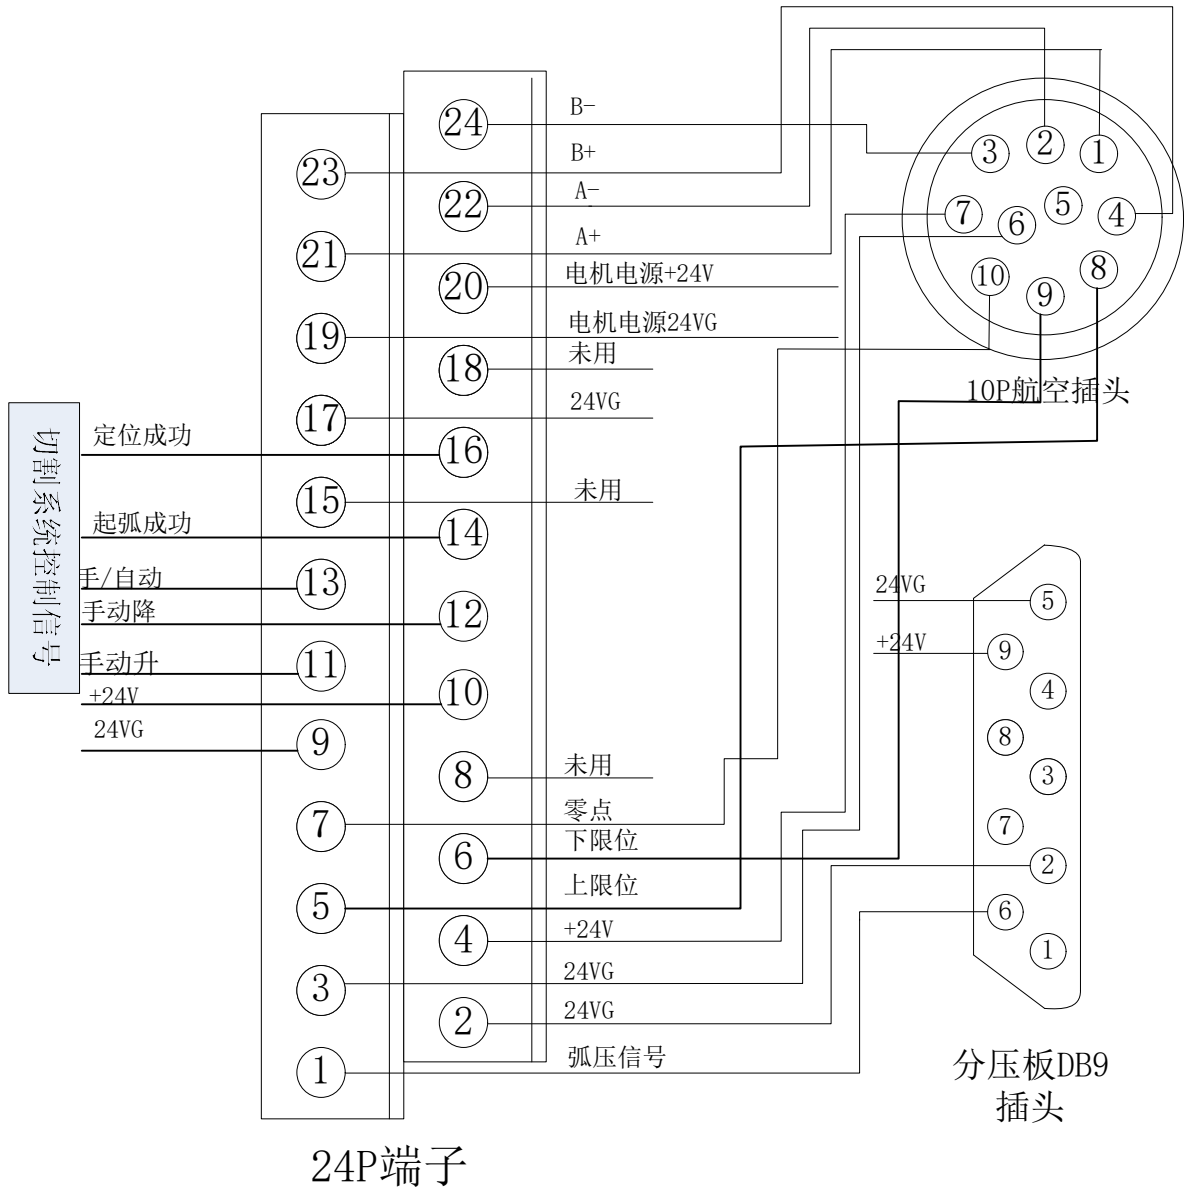 24
B-
23
B+
3
2
1
22
A-
7
6
5
4
21
A+
20
电机电源+24V
10
9
8
19
电机电源24VG
18
未用
17
24VG
10P航空插头
切割系统控制信号
定位成功
16
15
未用
起弧成功
14
手/自动
13
手动降
12
手动升
11
+24V
10
24VG
9
8
未用
7
零点
6
下限位
5
上限位
4
+24V
3
24VG
2
24VG
1
弧压信号
24P端子
24VG
5
+24V
9
4
8
3
7
2
6
1
分压板DB9
插头